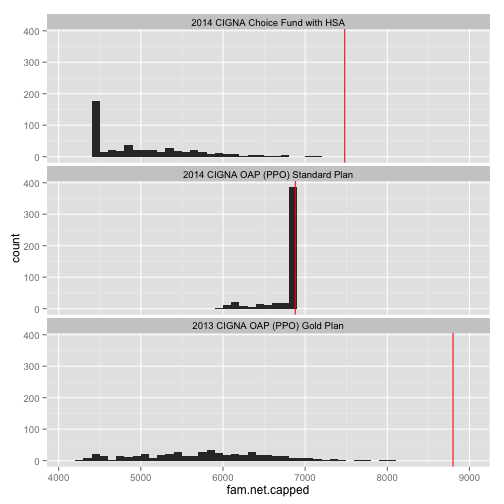 2014 CIGNA Choice Fund with HSA
400
300
200
100
0
2014 CIGNA OAP (PPO) Standard Plan
400
300
200
100
0
count
2013 CIGNA OAP (PPO) Gold Plan
400
300
200
100
0
4000 5000 6000 7000 8000 9000
fam.net.capped